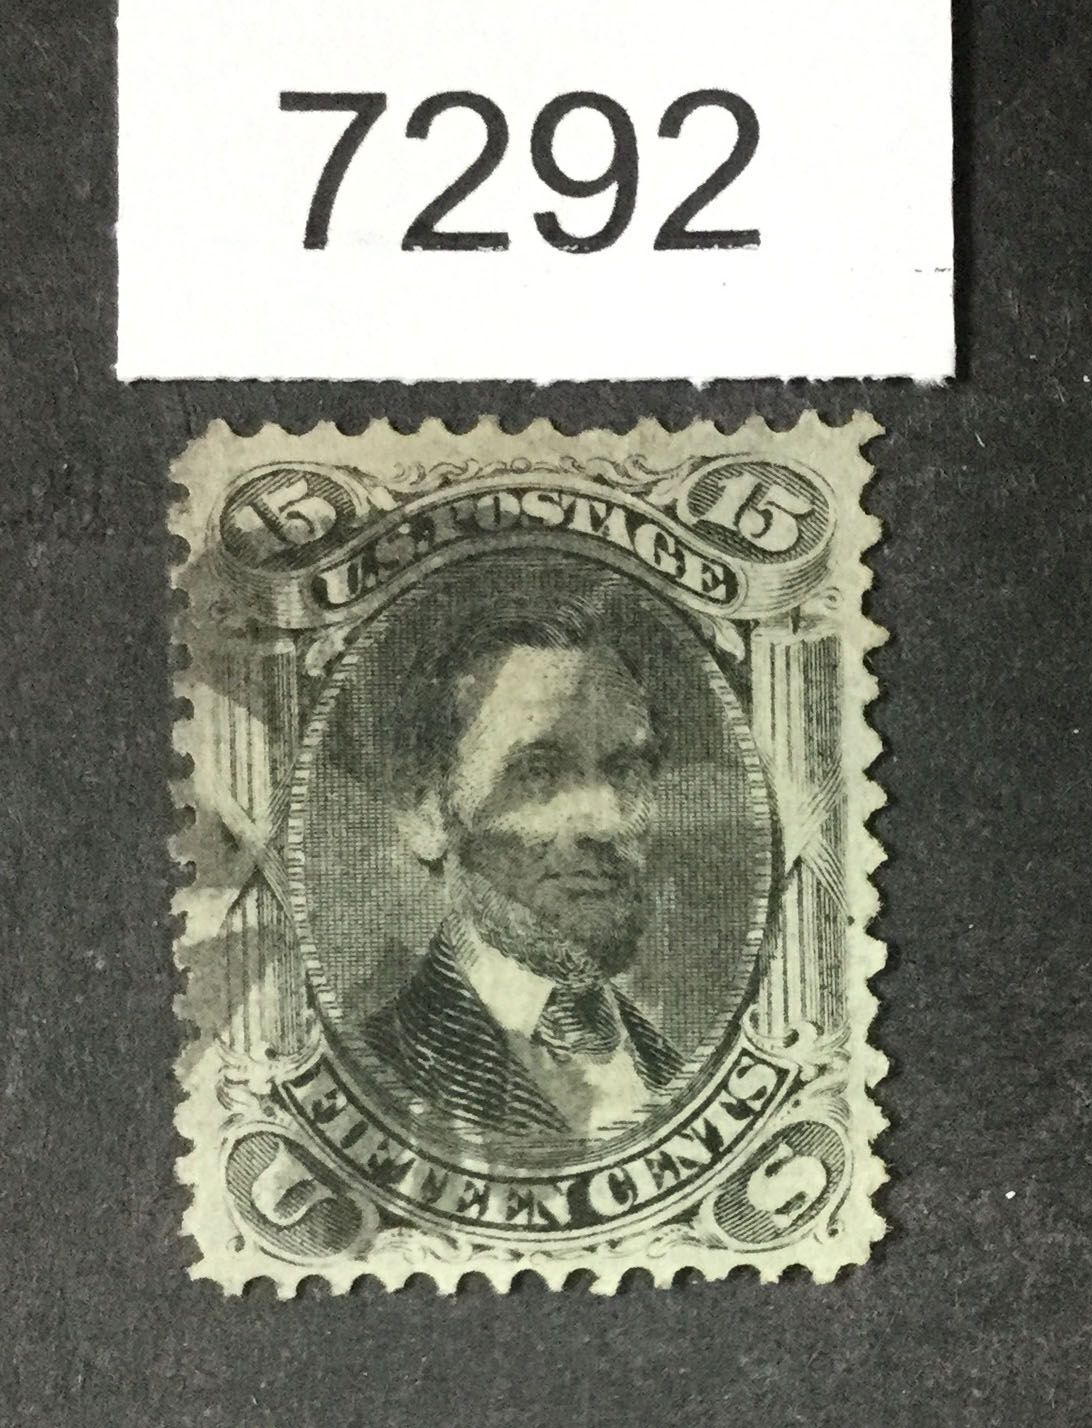 7292
15 15
U.S. POSTAGE
FIFTEEN CENTS
U S